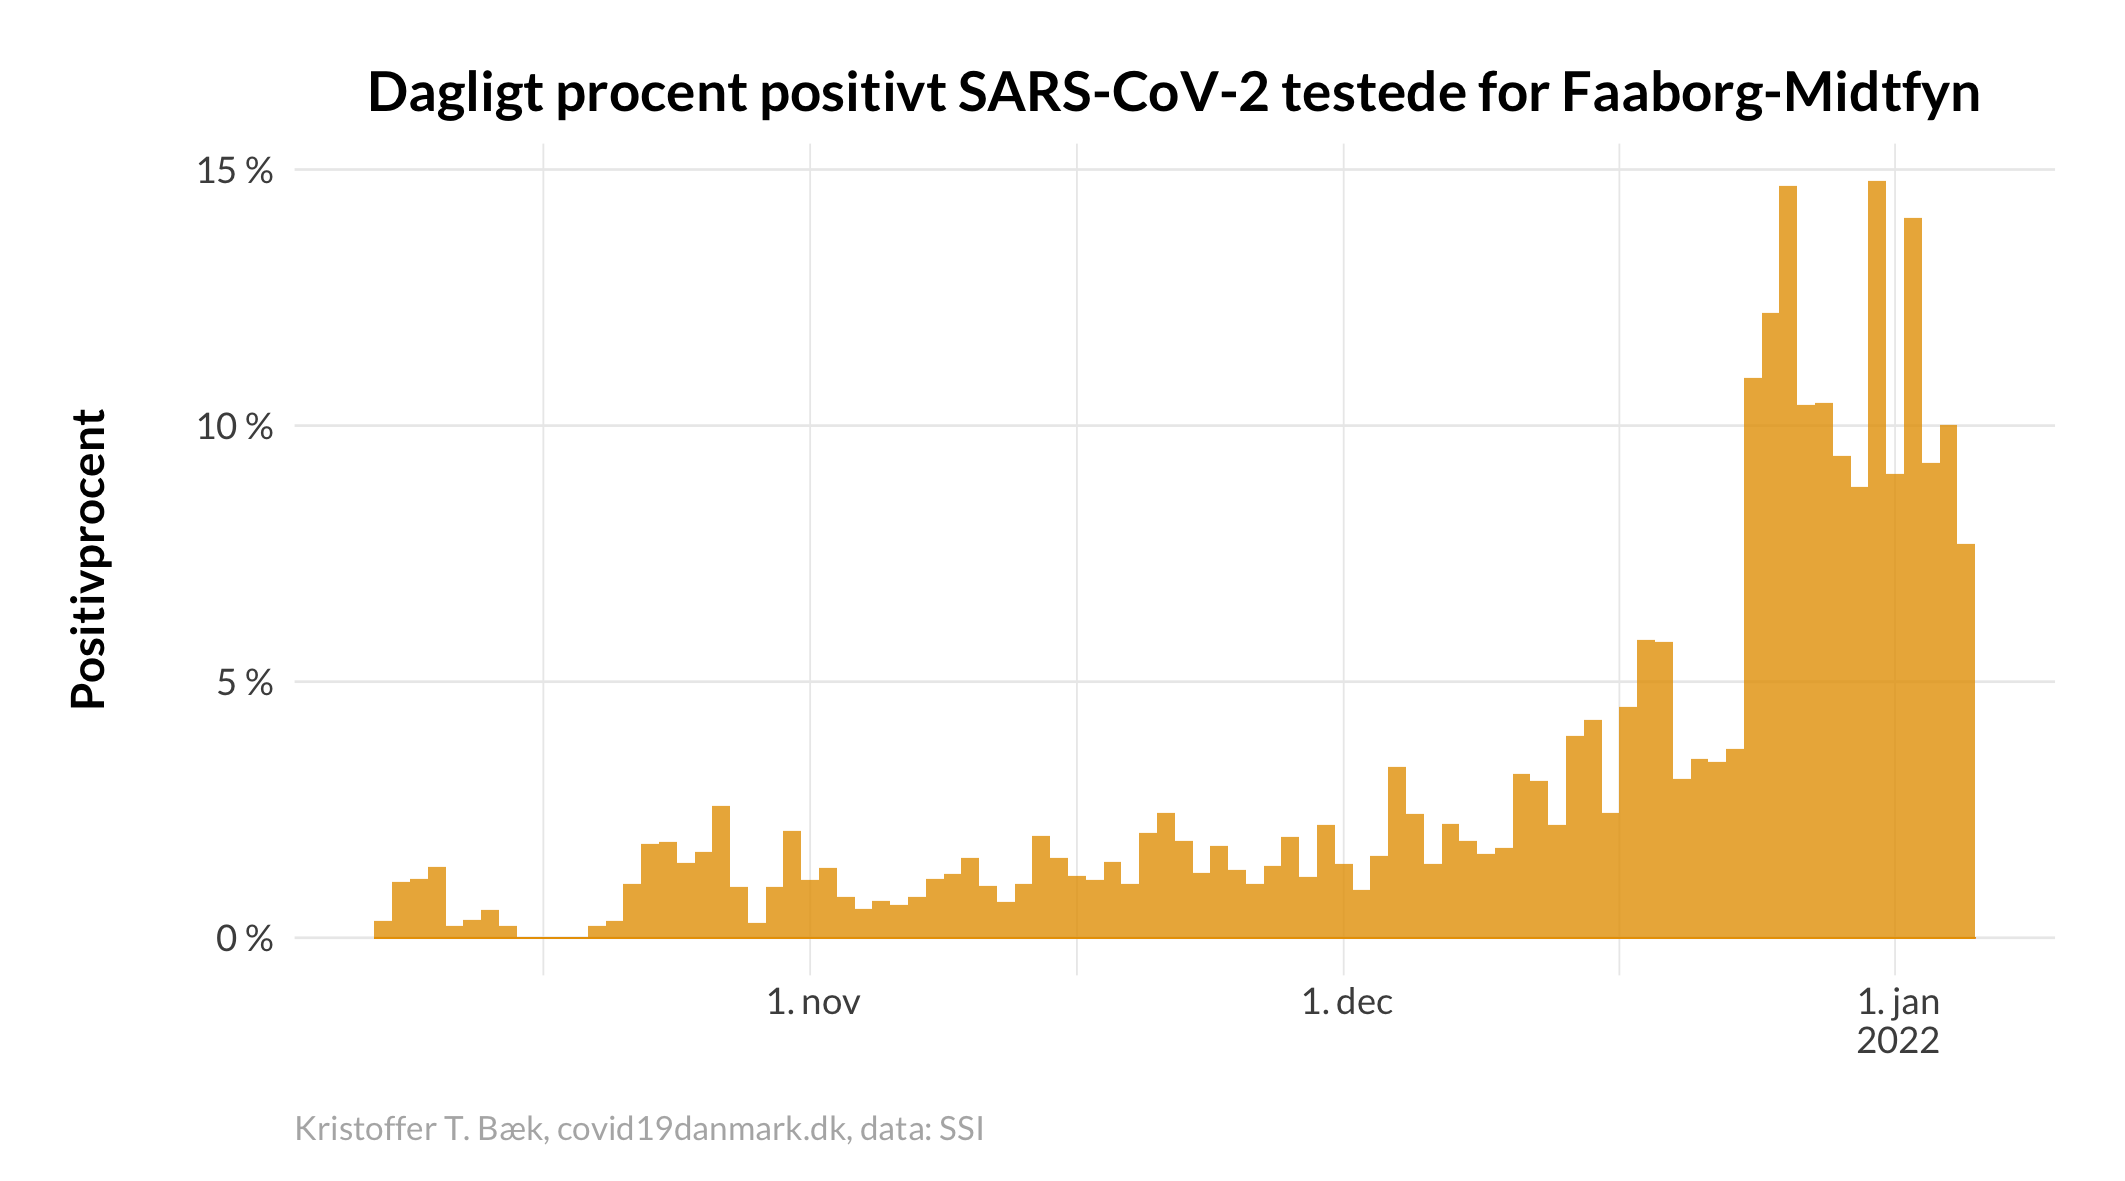 Dagligt procent positivt SARS-CoV-2 testede for Faaborg-Midtfyn
Positivprocent
15 %
10 %
5 %
0 %
1. nov
1. dec
1. jan
2022
Kristoffer T. Bæk, covid19danmark.dk, data: SSI